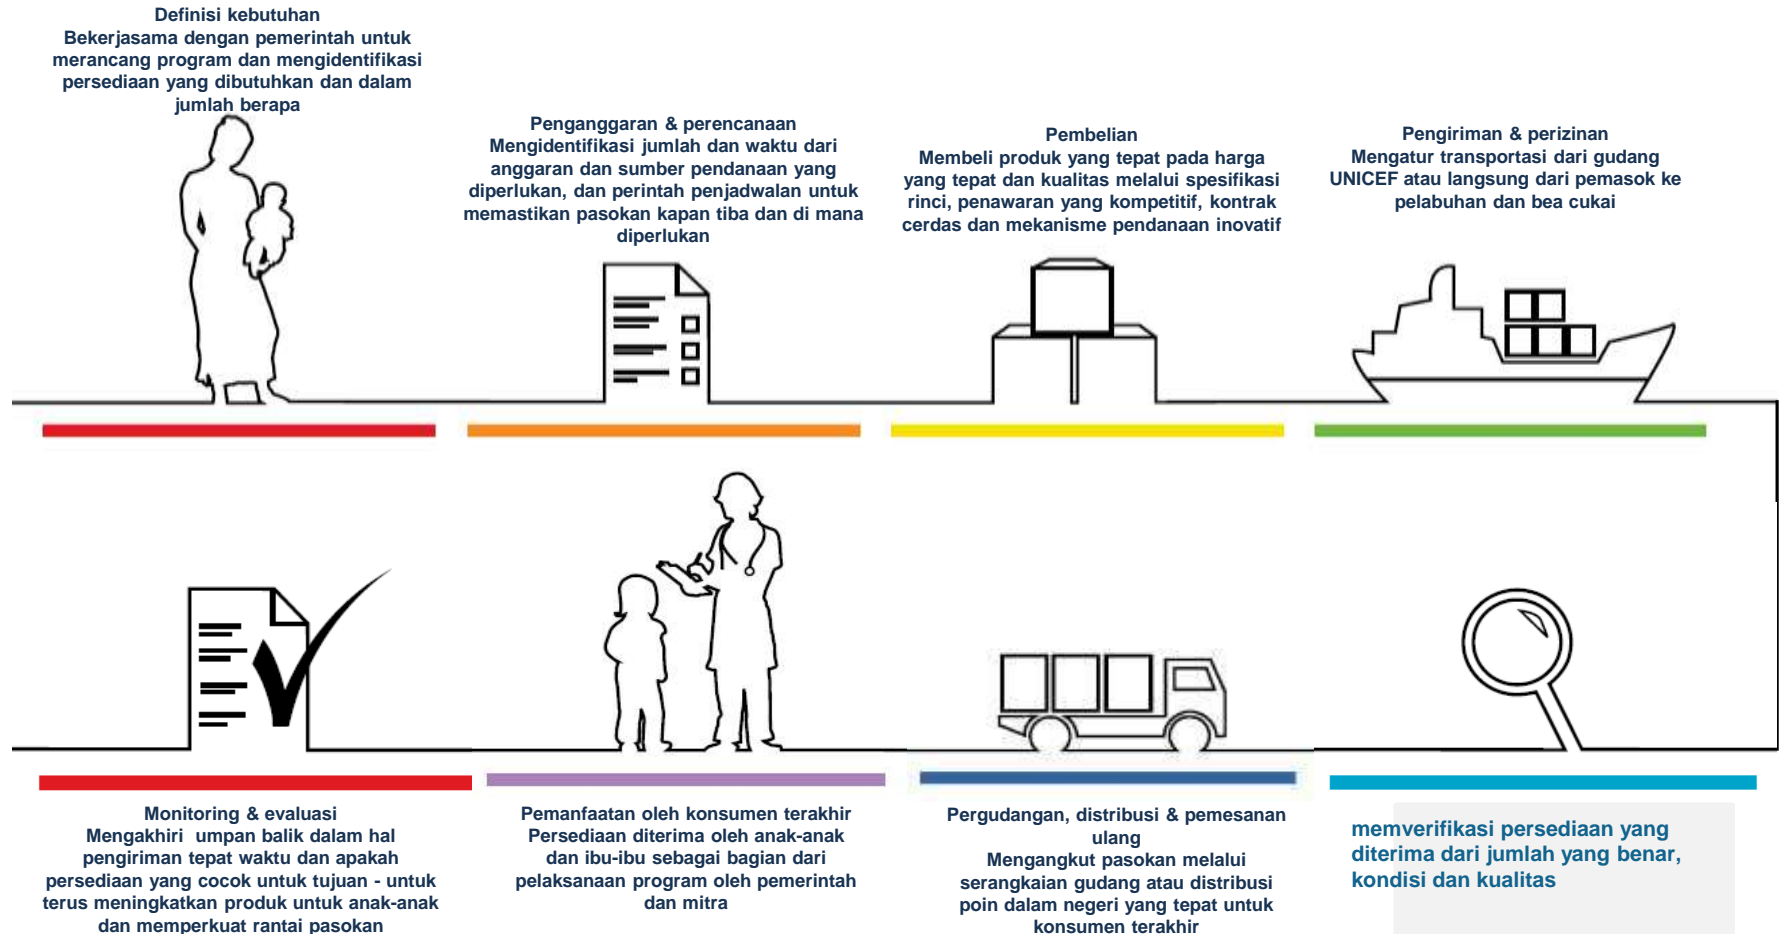 Definisi kebutuhan
Bekerjasama dengan pemerintah untuk
merancang program dan mengidentifikasi
persediaan yang dibutuhkan dan dalam
jumlah berapa
Penganggaran & perencanaan
Mengidentifikasi jumlah dan waktu dari
anggaran dan sumber pendanaan yang
diperlukan, dan perintah penjadwalan untuk
memastikan pasokan kapan tiba dan di mana
diperlukan
Pembelian
Membeli produk yang tepat pada harga
yang tepat dan kualitas melalui spesifikasi
rinci, penawaran yang kompetitif, kontrak
cerdas dan mekanisme pendanaan inovatif
Pengiriman & perizinan
Mengatur transportasi dari gudang
UNICEF atau langsung dari pemasok ke
pelabuhan dan bea cukai
Monitoring & evaluasi
Mengakhiri umpan balik dalam hal
pengiriman tepat waktu dan apakah
persediaan yang cocok untuk tujuan - untuk
terus meningkatkan produk untuk anak-anak
dan memperkuat rantai pasokan
Pemanfaatan oleh konsumen terakhir
Persediaan diterima oleh anak-anak
dan ibu-ibu sebagai bagian dari
pelaksanaan program oleh pemerintah
dan mitra
Pergudangan, distribusi & pemesanan
ulang
Mengangkut pasokan melalui
serangkaian gudang atau distribusi
poin dalam negeri yang tepat untuk
konsumen terakhir
memverifikasi persediaan yang
diterima dari jumlah yang benar,
kondisi dan kualitas